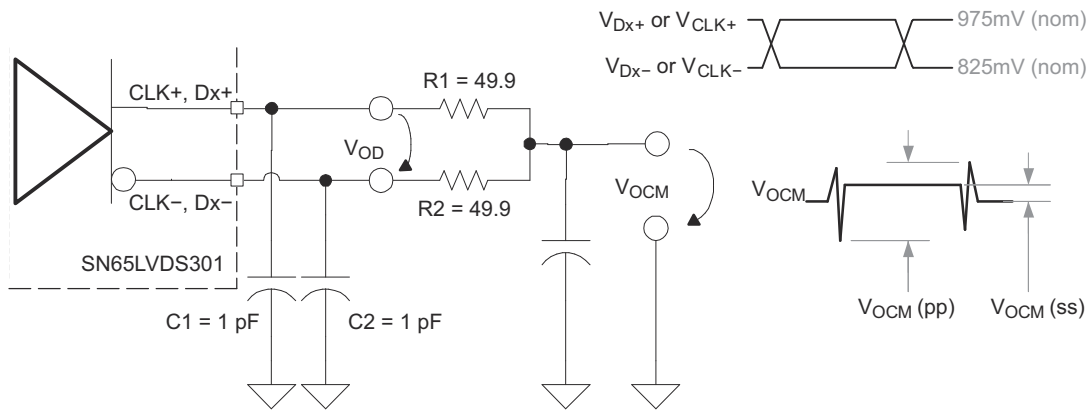 V_Dx+ or V_CLK+
975mV (nom)
V_Dx− or V_CLK−
825mV (nom)
CLK+, Dx+
R1 = 49.9
V_OD
CLK−, Dx−
R2 = 49.9
V_OCM
V_OCM
SN65LVDS301
C1 = 1 pF
C2 = 1 pF
V_OCM (pp)
V_OCM (ss)